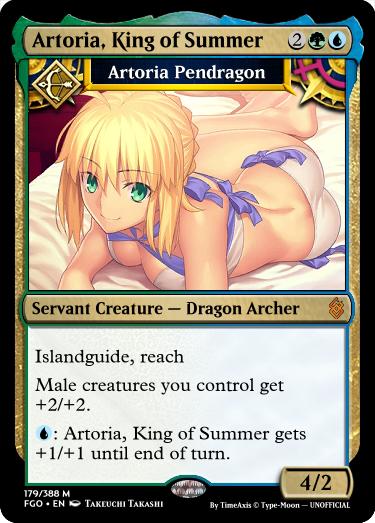 Artoria, King of Summer 2
Artoria Pendragon
Servant Creature — Dragon Archer
Islandguide, reach
Male creatures you control get
+2/+2.
: Artoria, King of Summer gets
+1/+1 until end of turn.
4/2
179/388 M
FGO • EN Takeuchi Takashi
By TimeAxis © Type-Moon — UNOFFICIAL